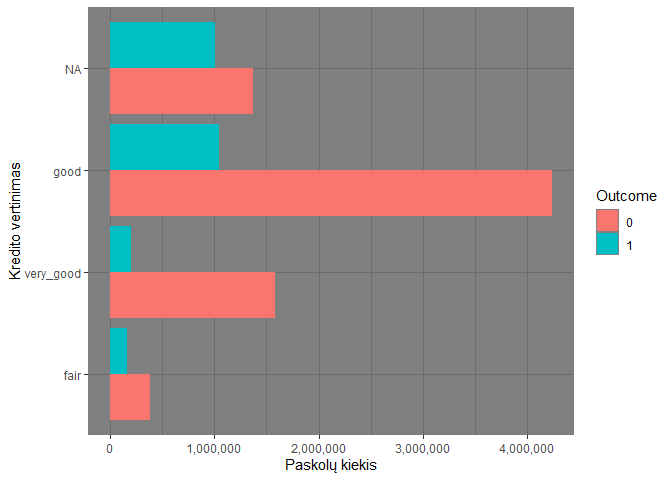 Kredito vertinimas
NA
good
very_good
fair
0
1,000,000
2,000,000
3,000,000
4,000,000
Paskolų kiekis
Outcome
0
1